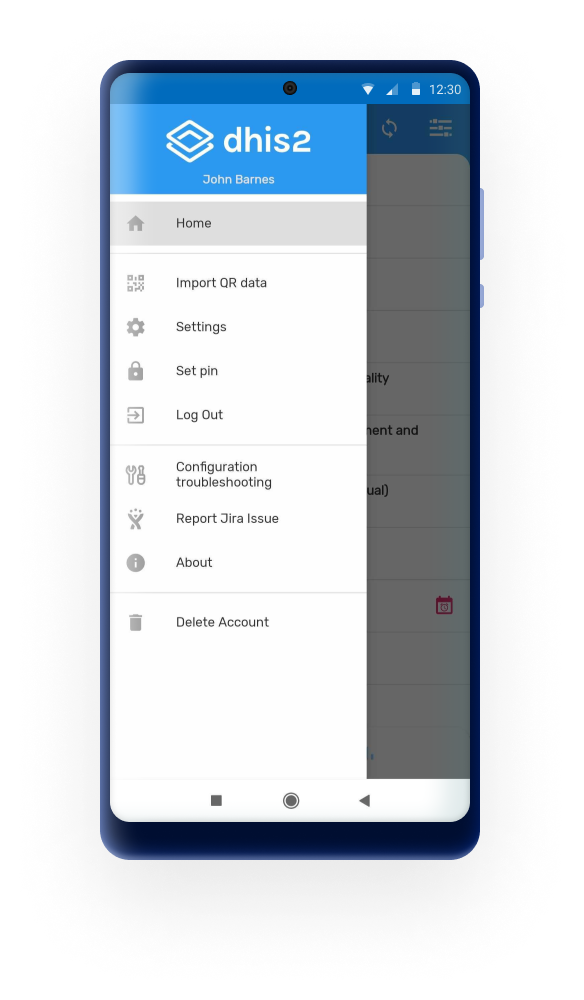 12:30
dhis2
John Barnes
Home
Import QR data
Settings
Set pin
ality
Log Out
nent and
Configuration
troubleshooting
ual)
Report Jira Issue
About
Delete Account